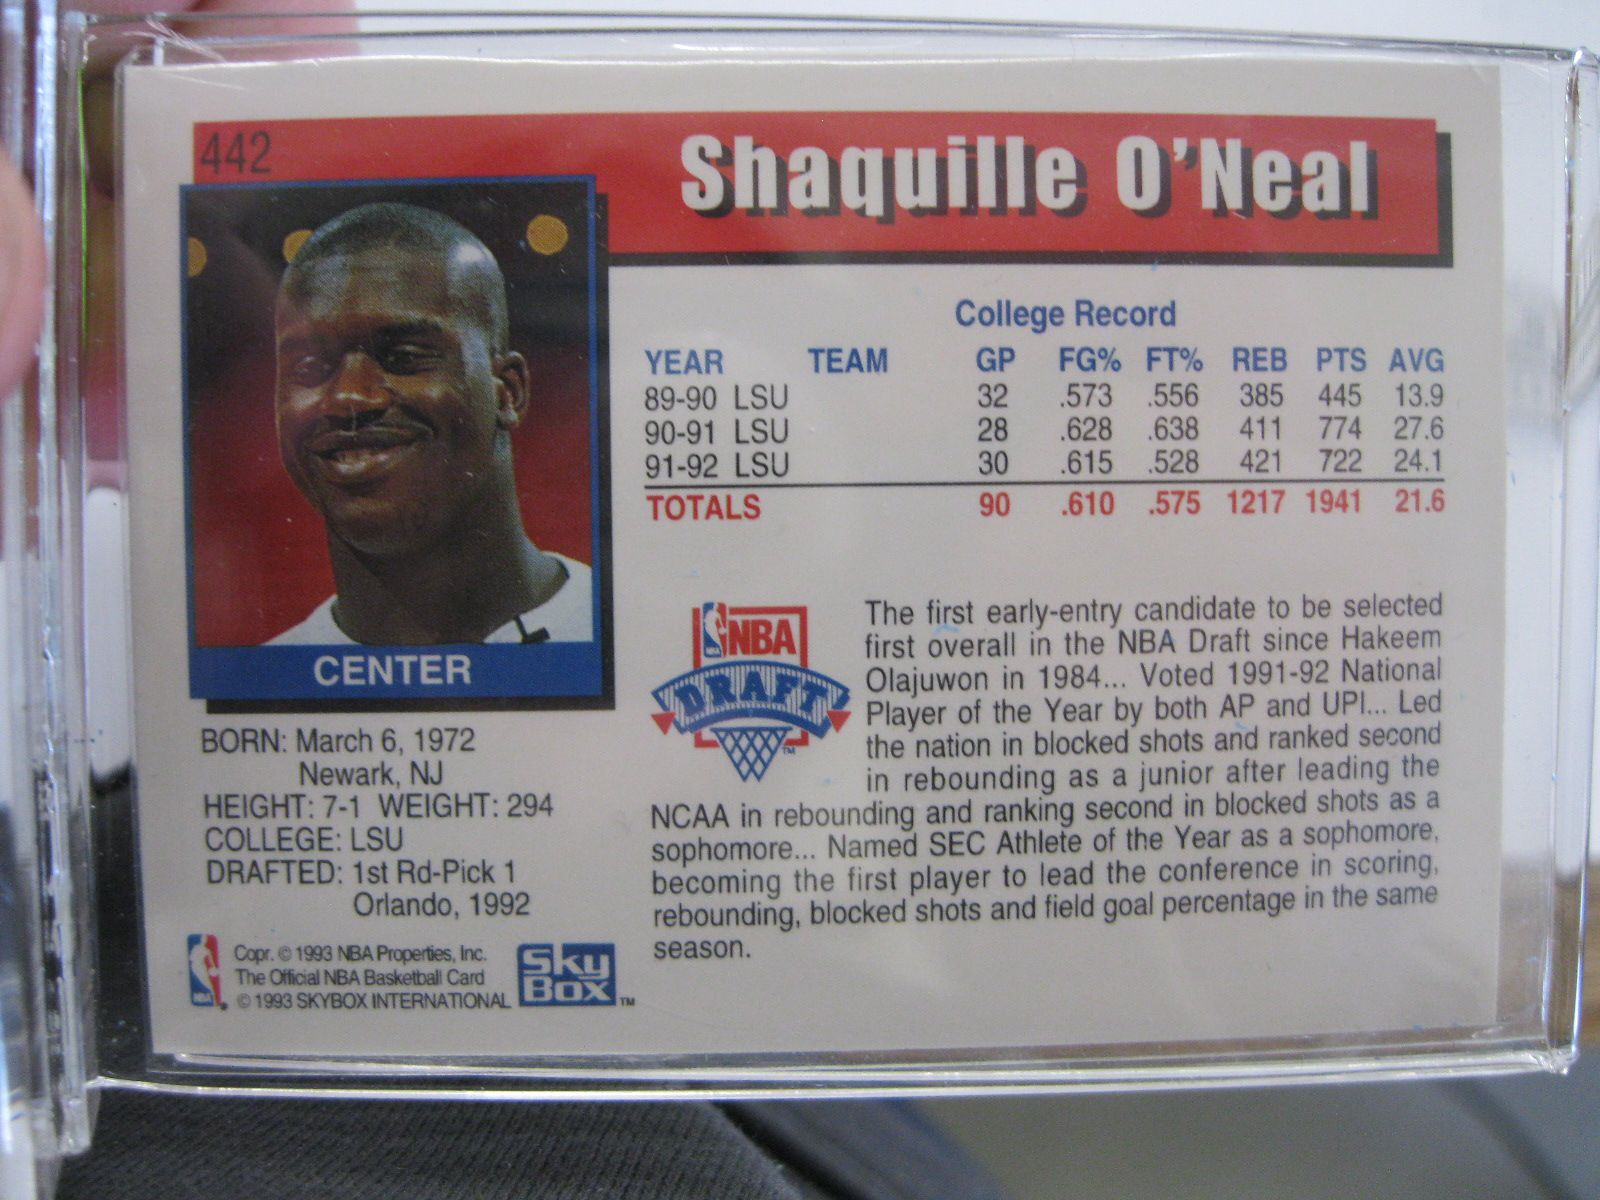 442
Shaquille O'Neal
College Record
YEAR TEAM GP FG% FT% REB PTS AVG
89-90 LSU 32 .573 .556 385 445 13.9
90-91 LSU 28 .628 .638 411 774 27.6
91-92 LSU 30 .615 .528 421 722 24.1
TOTALS 90 .610 .575 1217 1941 21.6
CENTER
BORN: March 6, 1972
Newark, NJ
HEIGHT: 7-1 WEIGHT: 294
COLLEGE: LSU
DRAFTED: 1st Rd-Pick 1
Orlando, 1992
NBA
NBA
DRAFT
TM
The first early-entry candidate to be selected
first overall in the NBA Draft since Hakeem
Olajuwon in 1984... Voted 1991-92 National
Player of the Year by both AP and UPI... Led
the nation in blocked shots and ranked second
in rebounding as a junior after leading the
NCAA in rebounding and ranking second in blocked shots as a
sophomore... Named SEC Athlete of the Year as a sophomore,
becoming the first player to lead the conference in scoring,
rebounding, blocked shots and field goal percentage in the same
season.
NBA ®
Copr. © 1993 NBA Properties, Inc.
The Official NBA Basketball Card
© 1993 SKYBOX INTERNATIONAL
Sky
Box TM